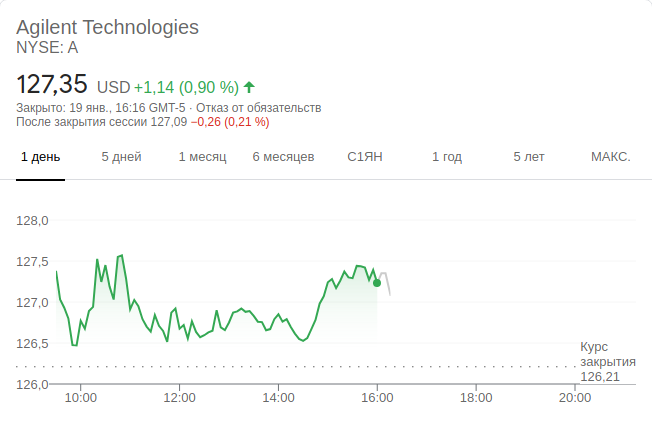 Agilent Technologies
NYSE: A
127,35 USD +1,14 (0,90 %)
Закрыто: 19 янв., 16:16 GMT-5 · Отказ от обязательств
После закрытия сессии 127,09 −0,26 (0,21 %)
1 день 5 дней 1 месяц 6 месяцев С1ЯН 1 год 5 лет МАКС.
128,0
127,5
127,0
126,5
Курс
закрытия
126,21
126,0
10:00 12:00 14:00 16:00 18:00 20:00